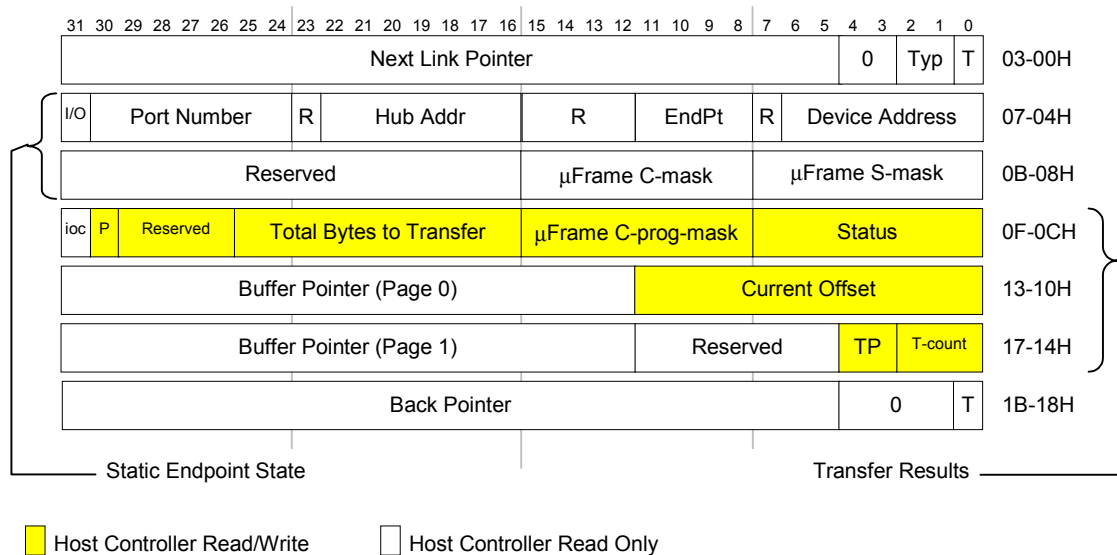 31 30 29 28 27 26 25 24 23 22 21 20 19 18 17 16 15 14 13 12 11 10 9 8 7 6 5 4 3 2 1 0
Next Link Pointer 0 Typ T 03-00H
I/O Port Number R Hub Addr R EndPt R Device Address 07-04H
Reserved µFrame C-mask µFrame S-mask 0B-08H
ioc P Reserved Total Bytes to Transfer µFrame C-prog-mask Status 0F-0CH
Buffer Pointer (Page 0) Current Offset 13-10H
Buffer Pointer (Page 1) Reserved TP T-count 17-14H
Back Pointer 0 T 1B-18H
Static Endpoint State Transfer Results
Host Controller Read/Write Host Controller Read Only